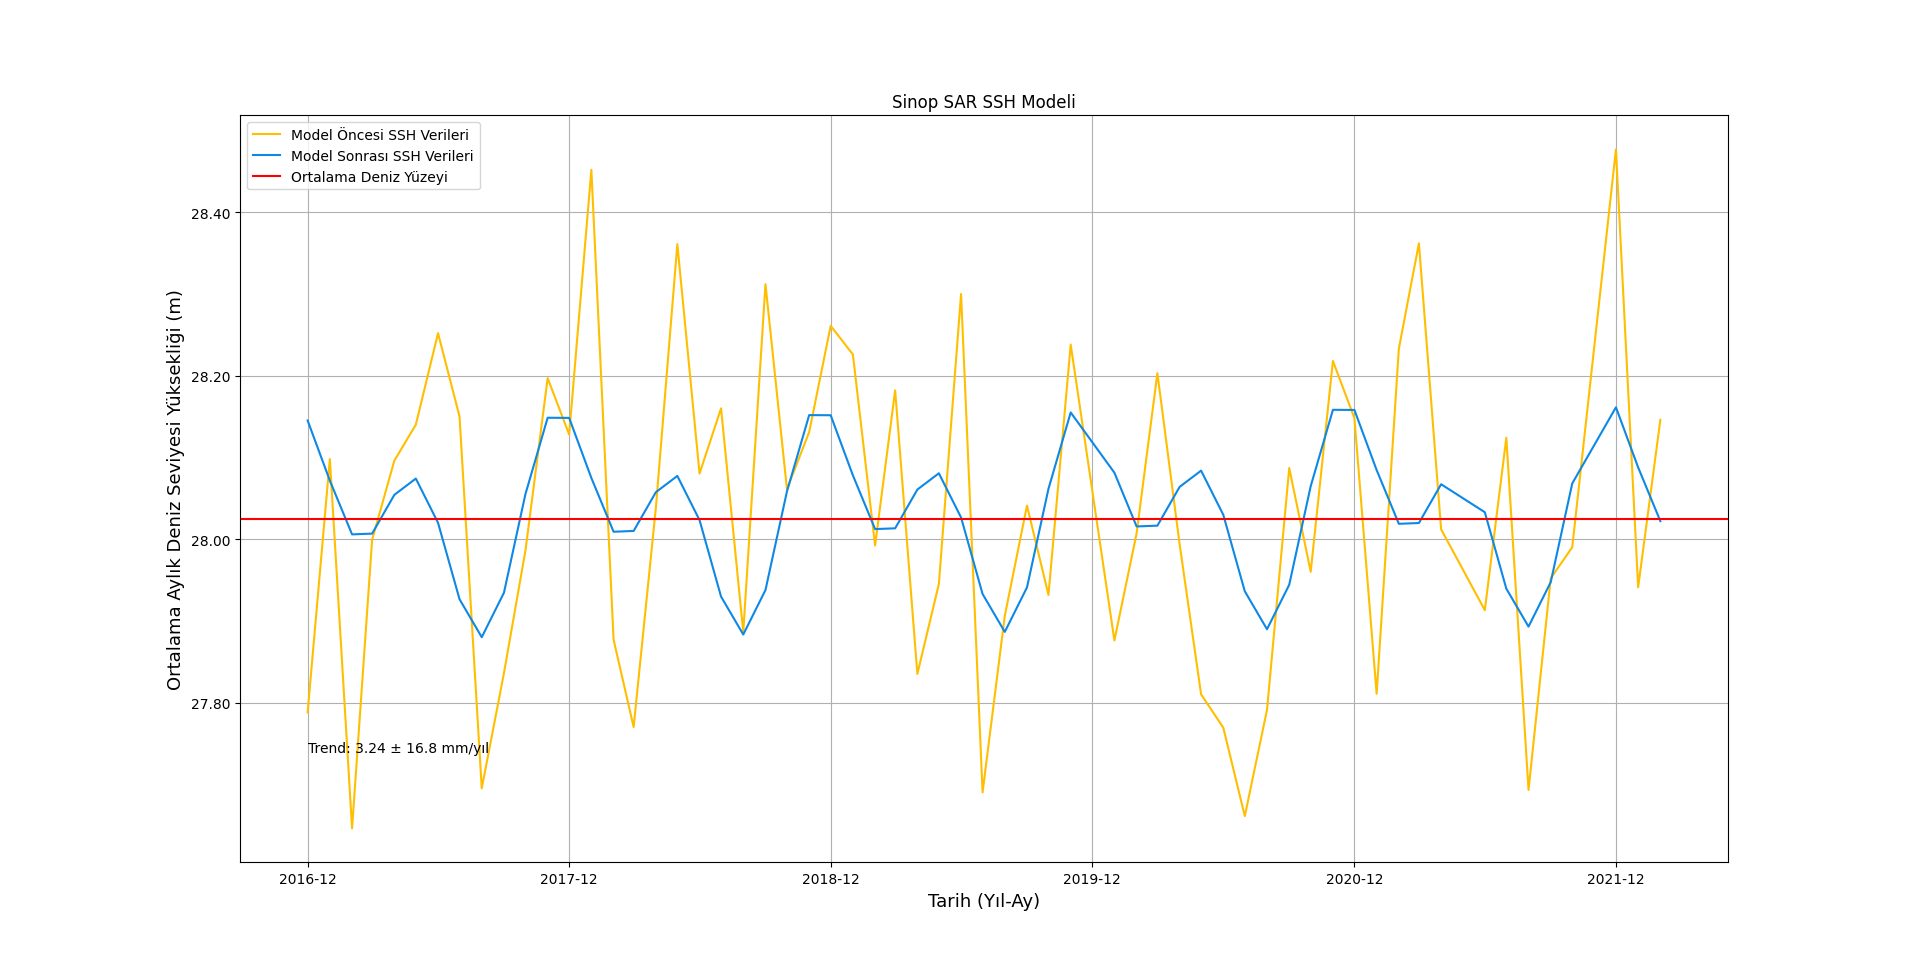 Sinop SAR SSH Modeli
Model Öncesi SSH Verileri
Model Sonrası SSH Verileri
Ortalama Deniz Yüzeyi
Ortalama Aylık Deniz Seviyesi Yüksekliği (m)
28.40
28.20
28.00
27.80
Trend: 3.24 ± 16.8 mm/yıl
2016-12 2017-12 2018-12 2019-12 2020-12 2021-12
Tarih (Yıl-Ay)